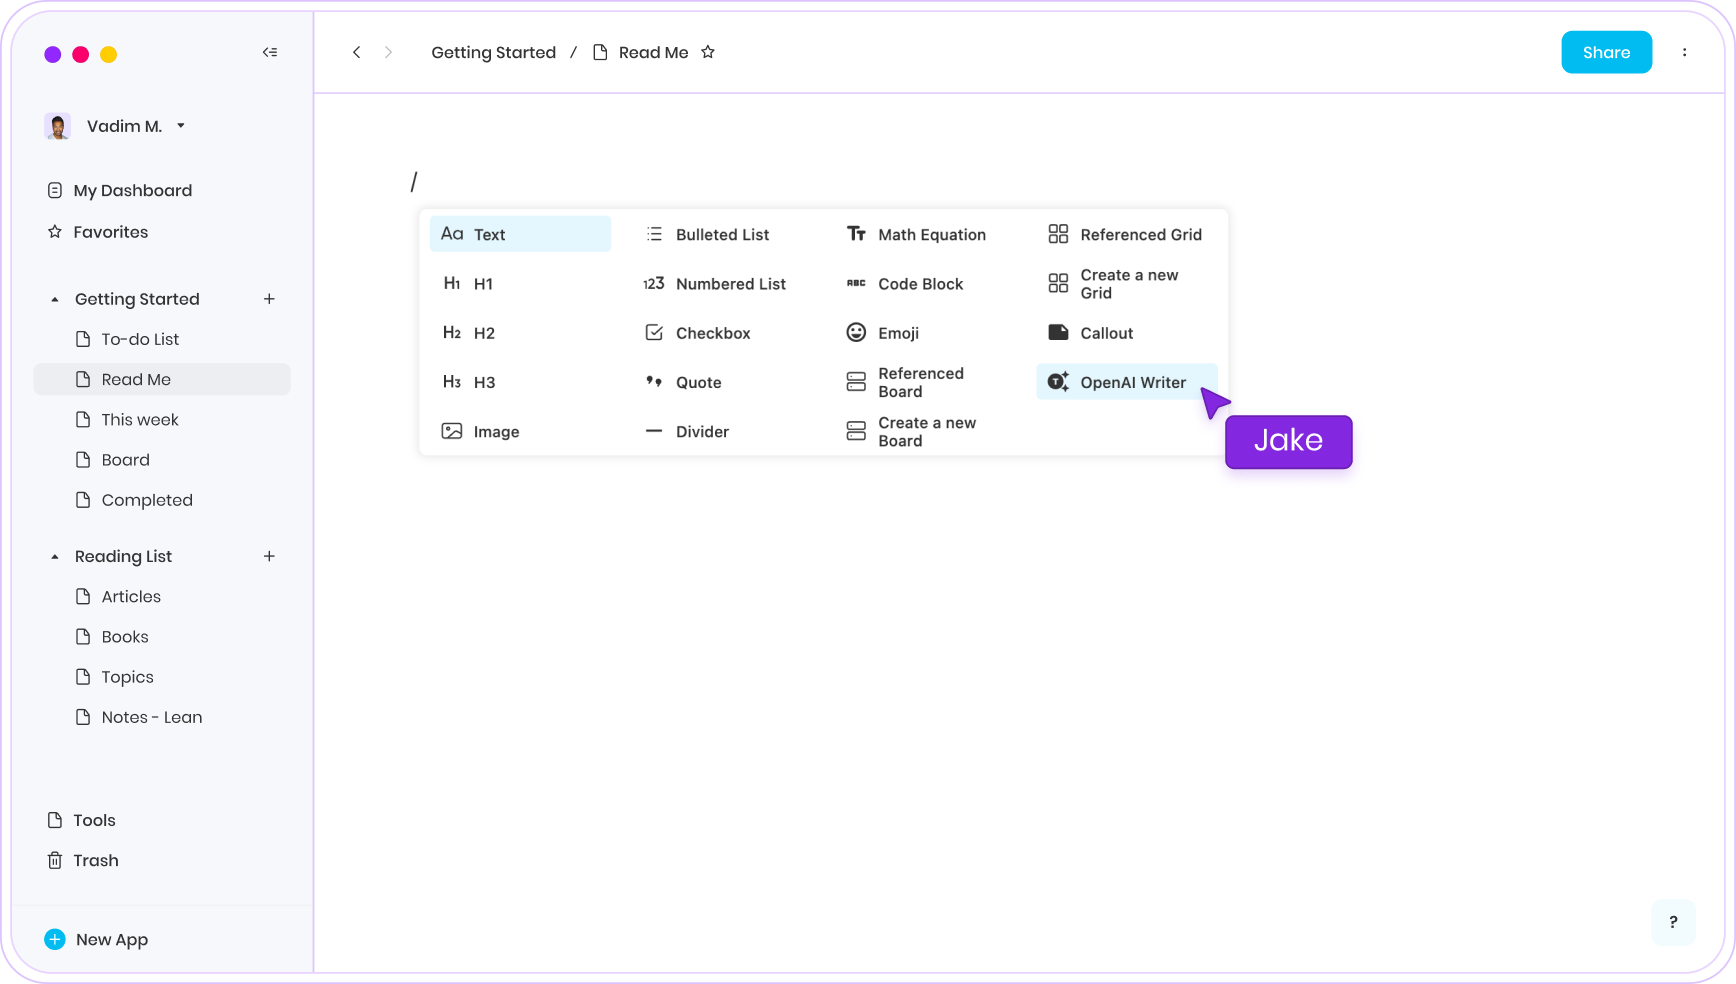 Vadim M.
My Dashboard
Favorites
Getting Started
To-do List
Read Me
This week
Board
Completed
Reading List
Articles
Books
Topics
Notes - Lean
Tools
Trash
New App
Getting Started / Read Me
Share
/
Aa Text
H1 H1
H2 H2
H3 H3
Image
Bulleted List
123 Numbered List
Checkbox
Quote
Divider
TT Math Equation
ABC Code Block
Emoji
Referenced
Board
Create a new
Board
Referenced Grid
Create a new
Grid
Callout
T OpenAI Writer
Jake
?